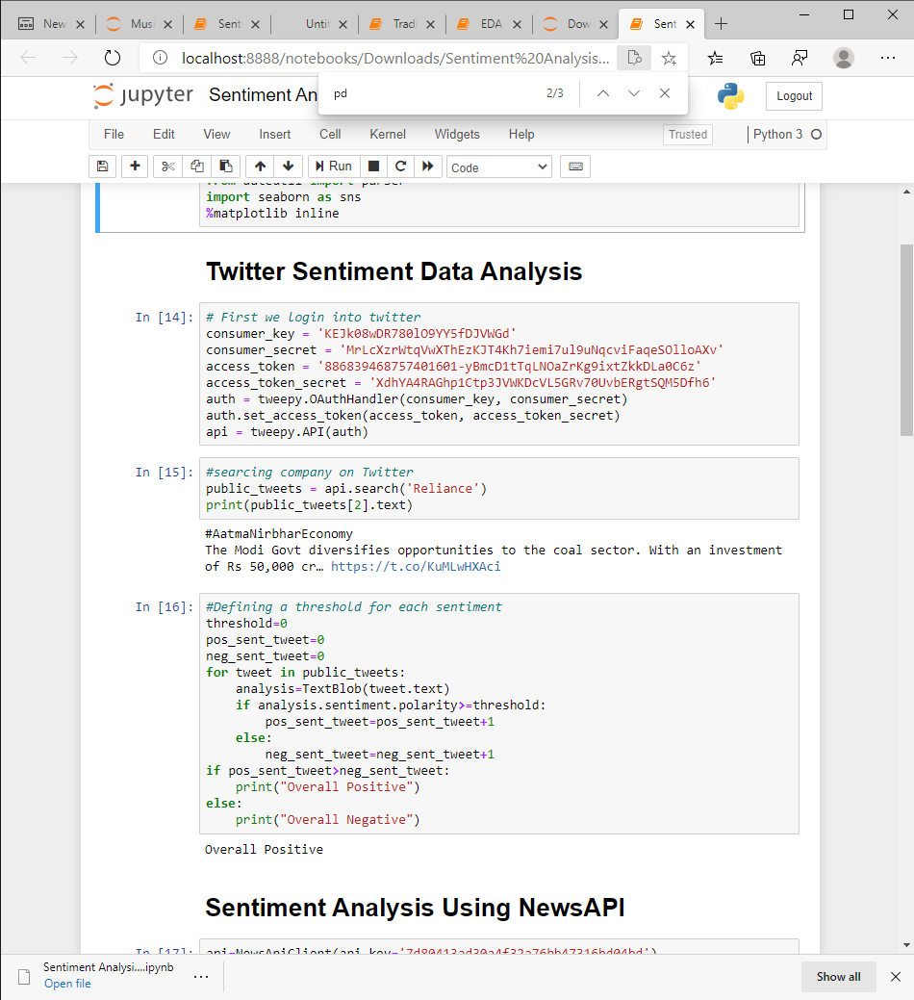 New
Musi
Sent
Untit
Tradi
EDA
Dow
Sent
localhost:8888/notebooks/Downloads/Sentiment%20Analysis...
pd
2/3
jupyter
Sentiment An
Logout
File Edit View Insert Cell Kernel Widgets Help
Trusted
Python 3
Run
Code
from dateutil import parser
import seaborn as sns
%matplotlib inline
Twitter Sentiment Data Analysis
In [14]:
# First we login into twitter
consumer_key = 'KEJk08wDR780lO9YY5fDJVWGd'
consumer_secret = 'MrLcXzrWtqVwXThEzKJT4Kh7iemi7ul9uNqcviFaqeSOlloAXv'
access_token = '886839468757401601-yBmcD1tTqLNOaZrKg9ixtZkkDLa0C6z'
access_token_secret = 'XdhYA4RAGhp1Ctp3JVWKDcVL5GRv70UvbERgtSQM5Dfh6'
auth = tweepy.OAuthHandler(consumer_key, consumer_secret)
auth.set_access_token(access_token, access_token_secret)
api = tweepy.API(auth)
In [15]:
#searcing company on Twitter
public_tweets = api.search('Reliance')
print(public_tweets[2].text)
#AatmaNirbharEconomy
The Modi Govt diversifies opportunities to the coal sector. With an investment
of Rs 50,000 cr… https://t.co/KuMLwHXAci
In [16]:
#Defining a threshold for each sentiment
threshold=0
pos_sent_tweet=0
neg_sent_tweet=0
for tweet in public_tweets:
    analysis=TextBlob(tweet.text)
    if analysis.sentiment.polarity>=threshold:
        pos_sent_tweet=pos_sent_tweet+1
    else:
        neg_sent_tweet=neg_sent_tweet+1
if pos_sent_tweet>neg_sent_tweet:
    print("Overall Positive")
else:
    print("Overall Negative")
Overall Positive
Sentiment Analysis Using NewsAPI
In [17]:
Sentiment Analysi....ipynb
Open file
Show all